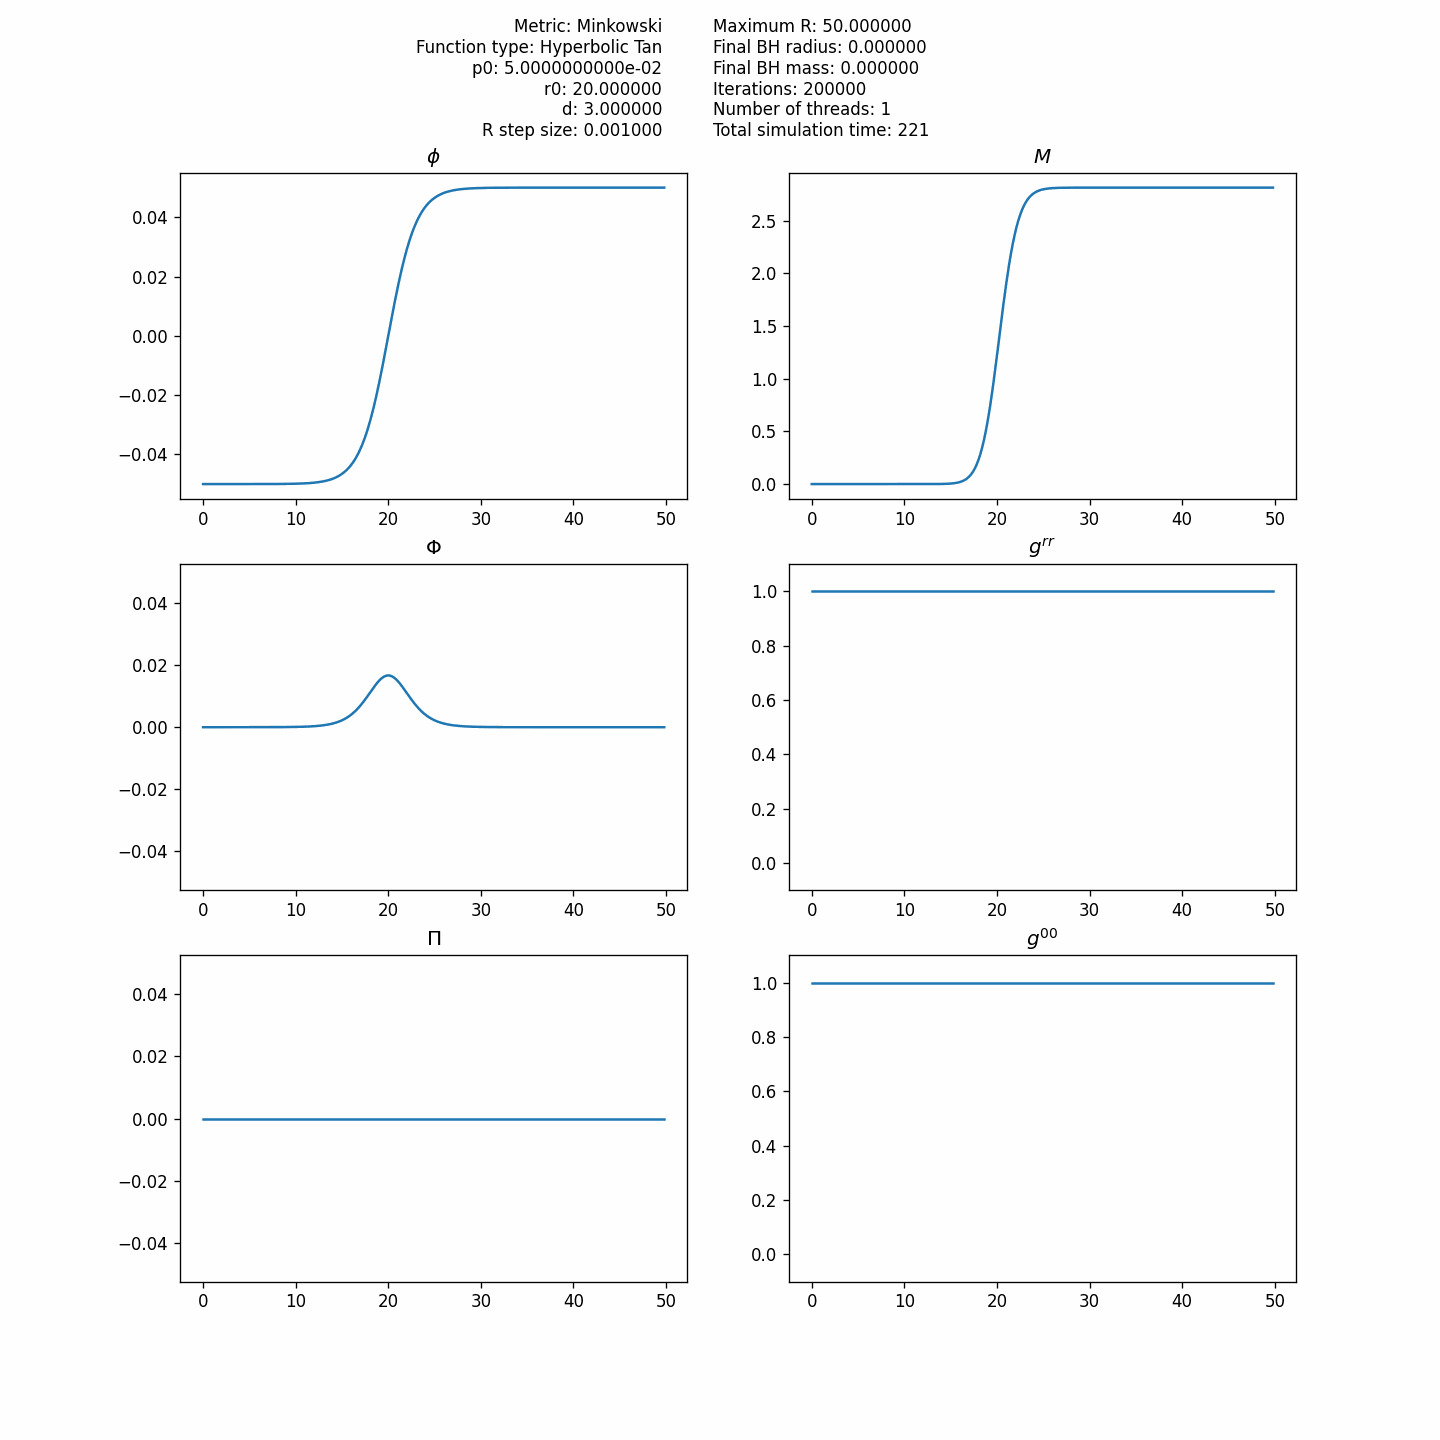 Metric: Minkowski
Function type: Hyperbolic Tan
p0: 5.0000000000e-02
r0: 20.000000
d: 3.000000
R step size: 0.001000
Maximum R: 50.000000
Final BH radius: 0.000000
Final BH mass: 0.000000
Iterations: 200000
Number of threads: 1
Total simulation time: 221
ϕ
0.04
0.02
0.00
−0.02
−0.04
0 10 20 30 40 50
M
2.5
2.0
1.5
1.0
0.5
0.0
0 10 20 30 40 50
Φ
0.04
0.02
0.00
−0.02
−0.04
0 10 20 30 40 50
g^{rr}
1.0
0.8
0.6
0.4
0.2
0.0
0 10 20 30 40 50
Π
0.04
0.02
0.00
−0.02
−0.04
0 10 20 30 40 50
g^{00}
1.0
0.8
0.6
0.4
0.2
0.0
0 10 20 30 40 50